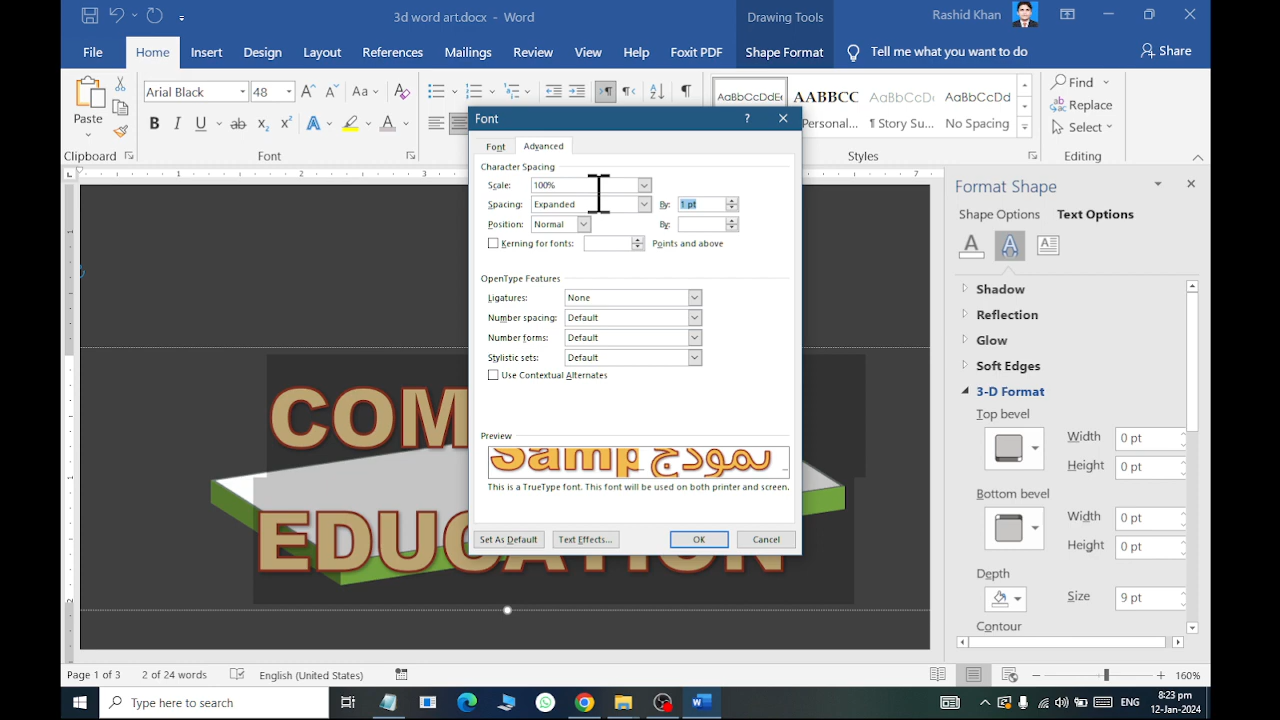 3d word art.docx - Word
Drawing Tools
Rashid Khan
File
Home
Insert
Design
Layout
References
Mailings
Review
View
Help
Foxit PDF
Shape Format
Tell me what you want to do
Share
Paste
Clipboard
Arial Black
48
Aa
B I U ab x₂ x² A A
Font
AaBbCcDdEe
AABBCC
AaBbCcDc
AaBbCcDd
Personal...
¶ Story Su...
No Spacing
Styles
Find
Replace
Select
Editing
Font
?
Font
Advanced
Character Spacing
Scale:
100%
Spacing:
Expanded
By:
1 pt
Position:
Normal
By:
Kerning for fonts:
Points and above
OpenType Features
Ligatures:
None
Number spacing:
Default
Number forms:
Default
Stylistic sets:
Default
Use Contextual Alternates
Preview
Samp نموذج
This is a TrueType font. This font will be used on both printer and screen.
Set As Default
Text Effects...
OK
Cancel
COM
EDUCATION
Format Shape
Shape Options
Text Options
Shadow
Reflection
Glow
Soft Edges
3-D Format
Top bevel
Width
0 pt
Height
0 pt
Bottom bevel
Width
0 pt
Height
0 pt
Depth
Size
9 pt
Contour
Page 1 of 3
2 of 24 words
English (United States)
160%
Type here to search
ENG
8:23 pm
12-Jan-2024